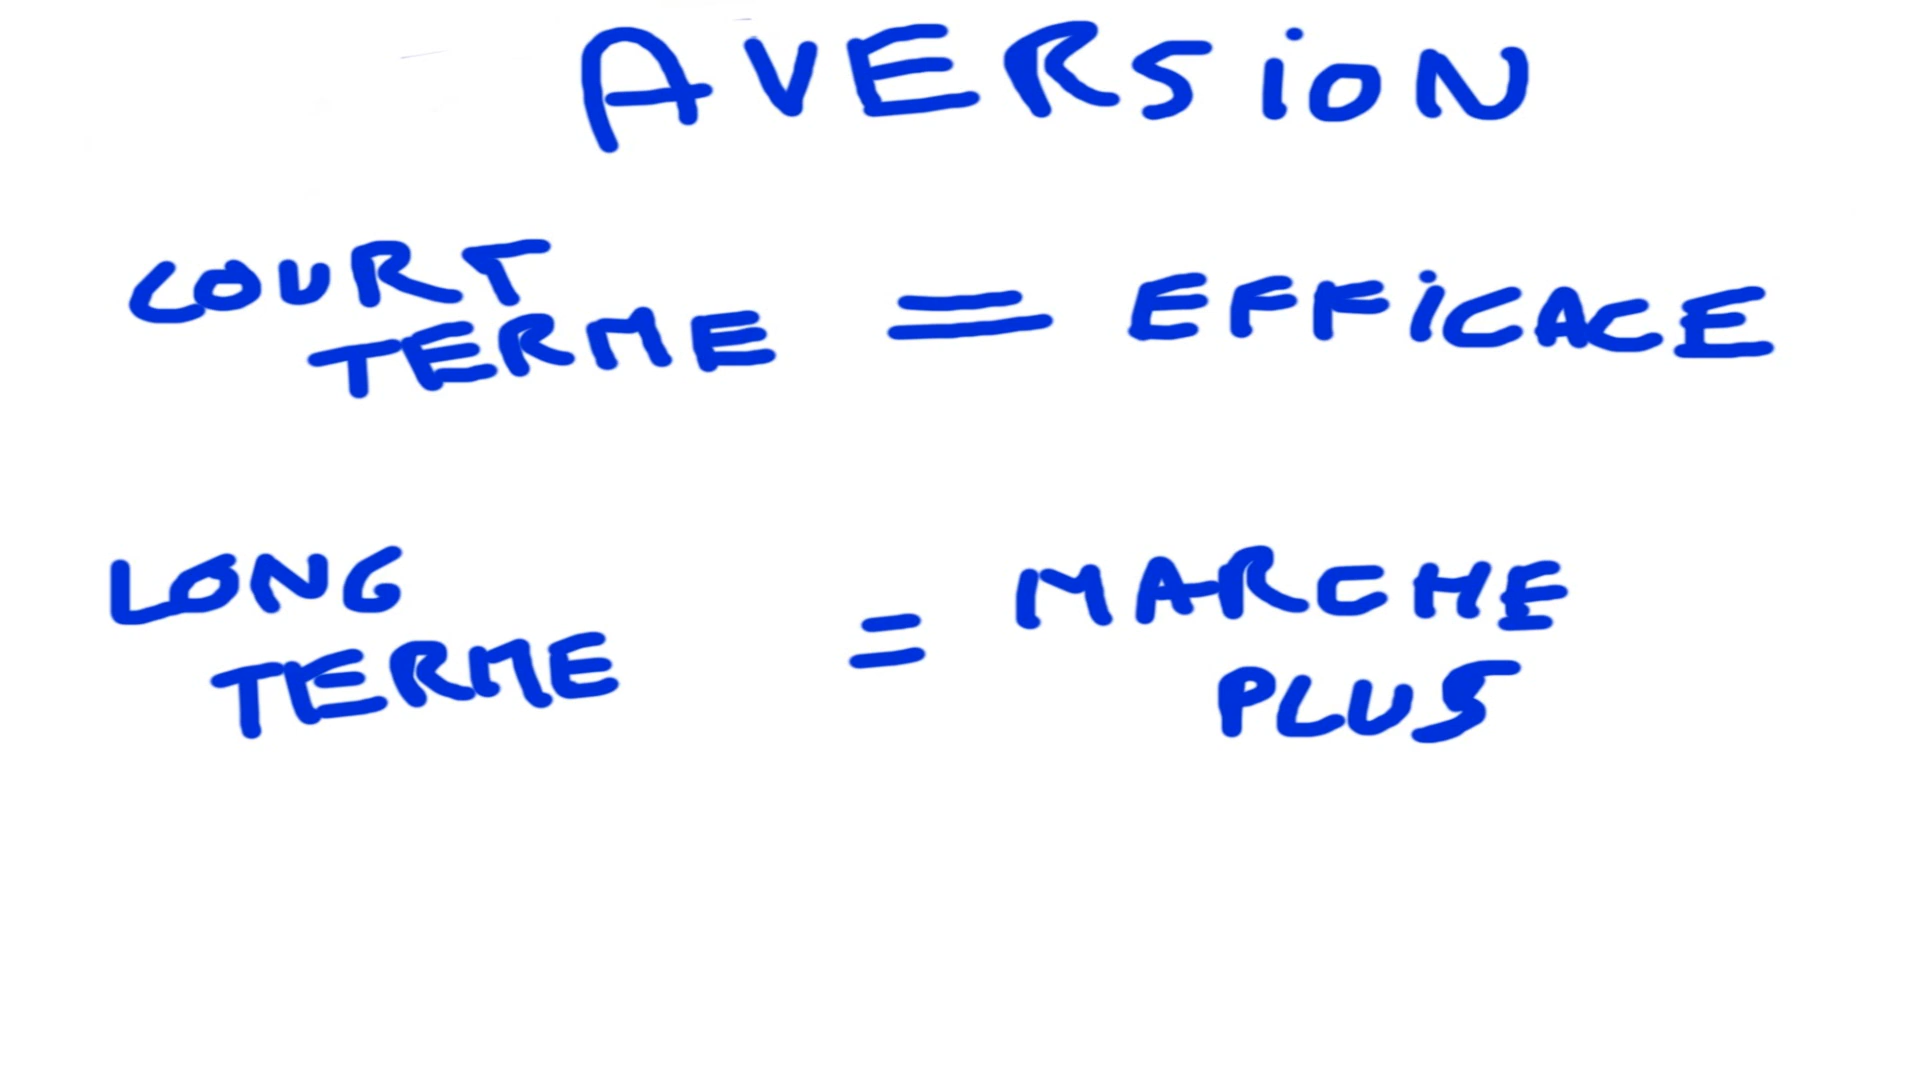 AVERSiON
COURT
TERME = EFFiCACE
LONG
TERME = MARCHE
PLUS